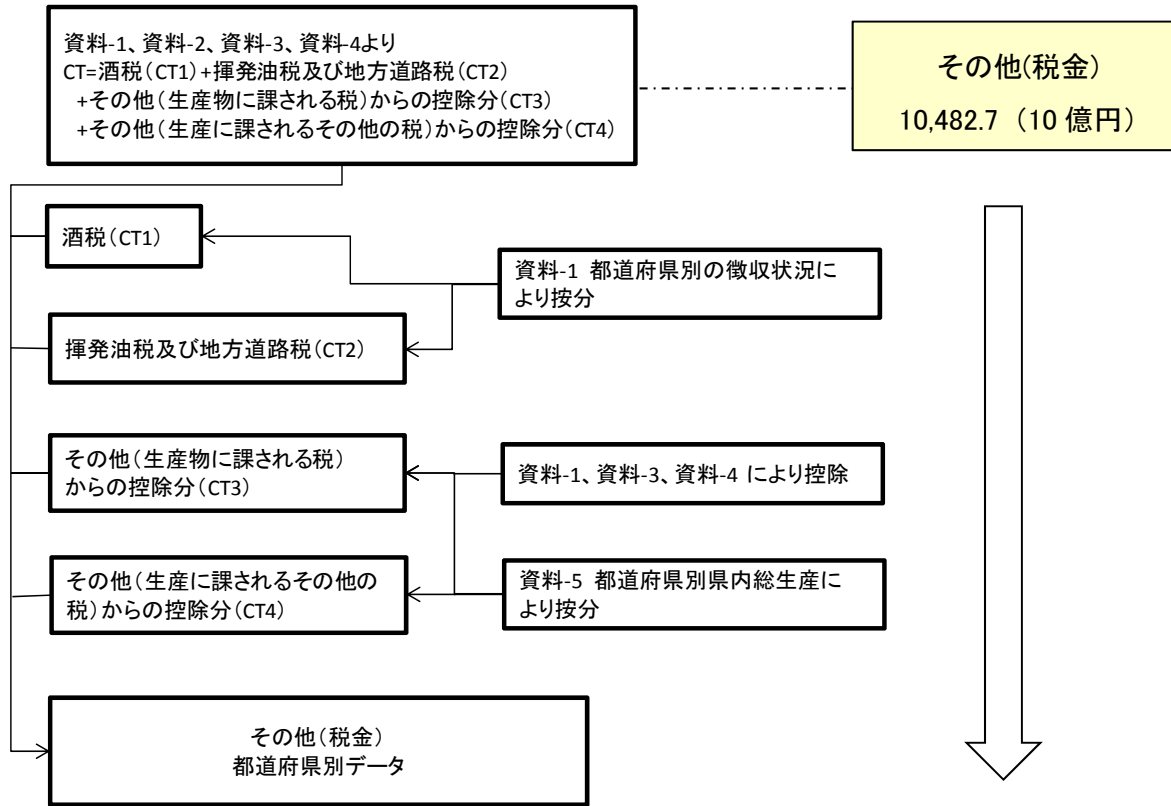 資料-1、資料-2、資料-3、資料-4より
CT=酒税(CT1)+揮発油税及び地方道路税(CT2)
+その他(生産物に課される税)からの控除分(CT3)
+その他(生産に課されるその他の税)からの控除分(CT4)
その他(税金)
10,482.7 (10 億円)
酒税(CT1)
資料-1 都道府県別の徴収状況に
より按分
揮発油税及び地方道路税(CT2)
その他(生産物に課される税)
からの控除分(CT3)
資料-1、資料-3、資料-4 により控除
その他(生産に課されるその他の
税)からの控除分(CT4)
資料-5 都道府県別県内総生産に
より按分
その他(税金)
都道府県別データ